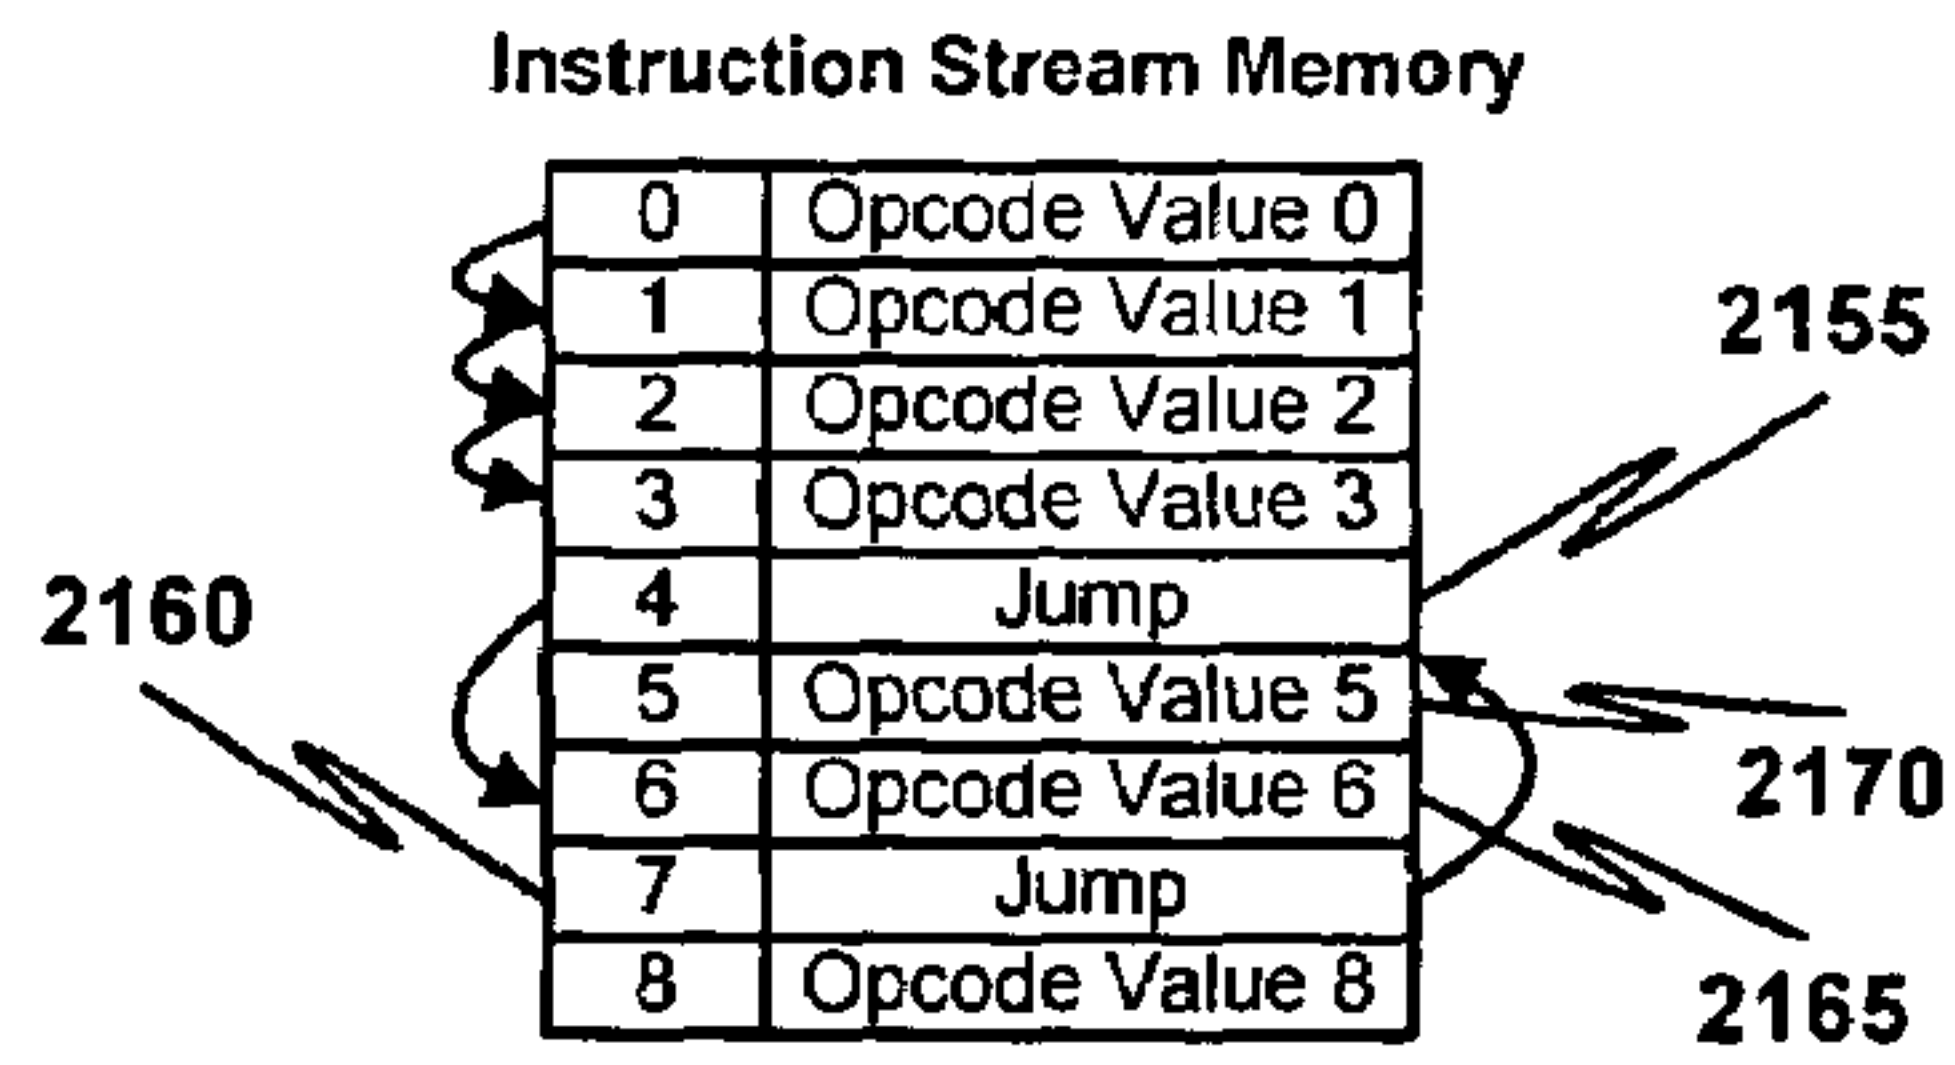 Instruction Stream Memory
0 Opcode Value 0
1 Opcode Value 1
2155
2 Opcode Value 2
3 Opcode Value 3
2160
4 Jump
5 Opcode Value 5
2170
6 Opcode Value 6
7 Jump
8 Opcode Value 8
2165